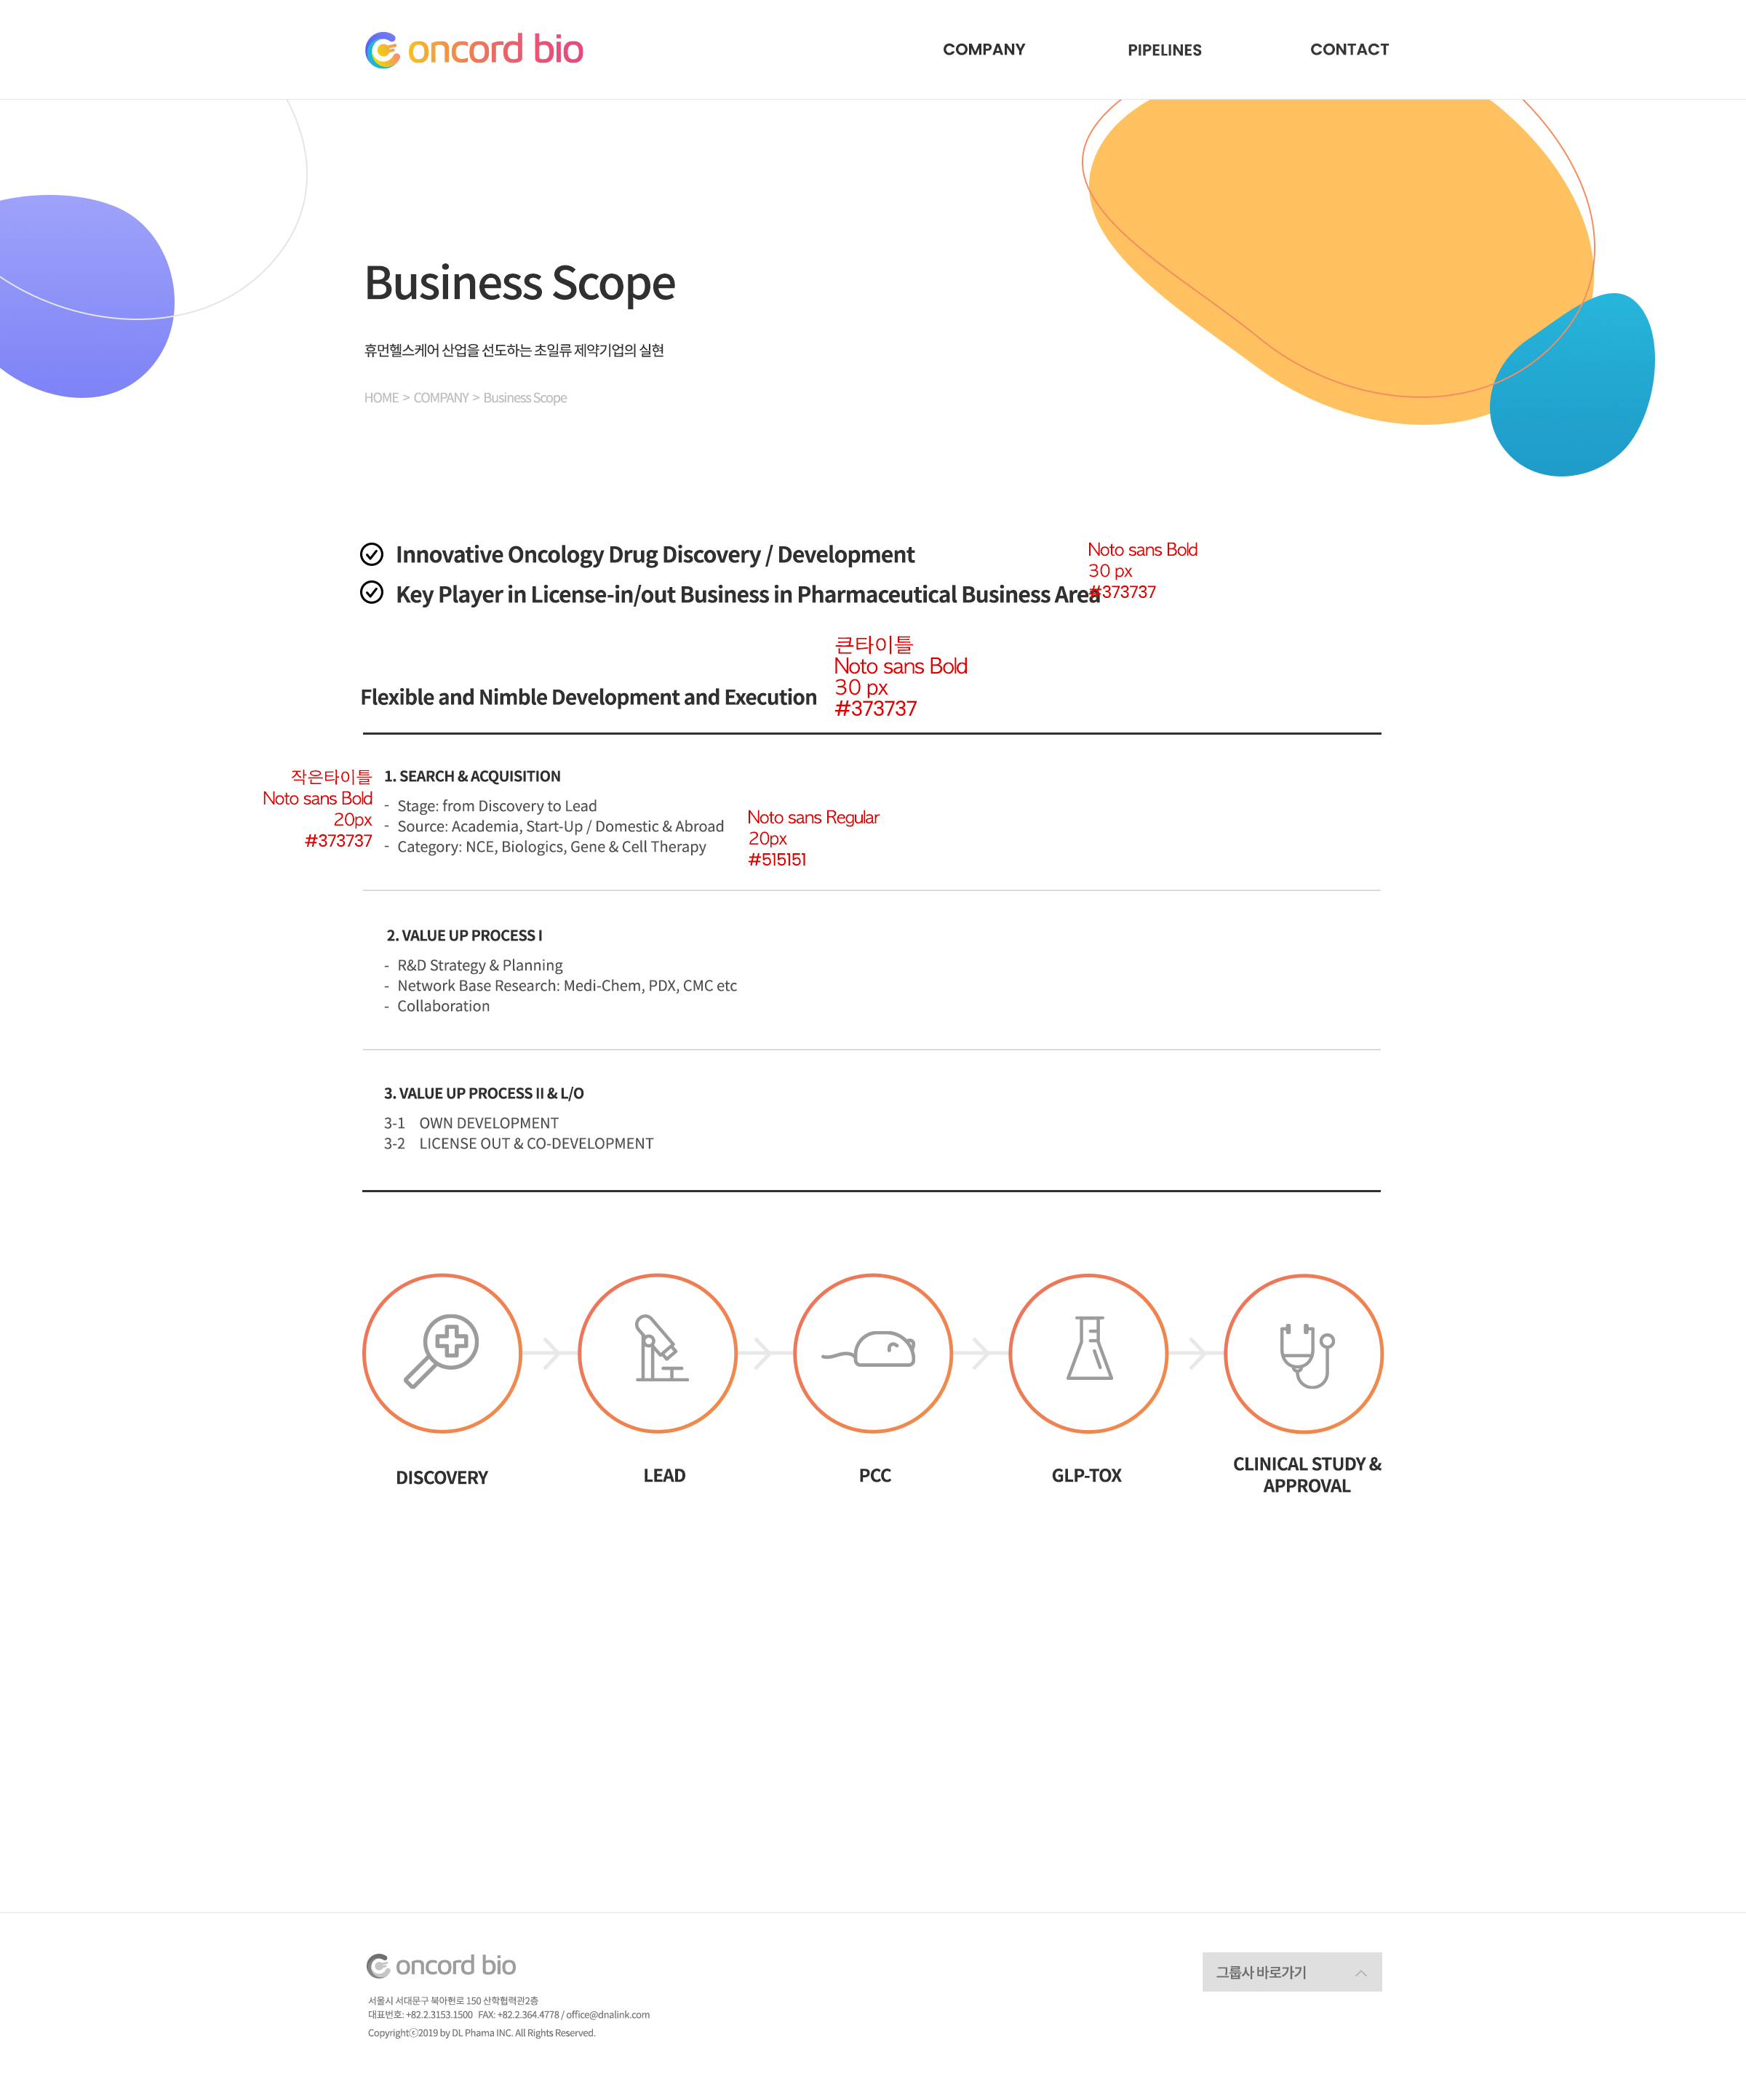 oncord bio
COMPANY
PIPELINES
CONTACT
Business Scope
휴먼헬스케어 산업을 선도하는 초일류 제약기업의 실현
HOME > COMPANY > Business Scope
Innovative Oncology Drug Discovery / Development
Key Player in License-in/out Business in Pharmaceutical Business Area
Noto sans Bold
30 px
#373737
큰타이틀
Noto sans Bold
30 px
#373737
Flexible and Nimble Development and Execution
작은타이틀
Noto sans Bold
20px
#373737
1. SEARCH & ACQUISITION
- Stage: from Discovery to Lead
- Source: Academia, Start-Up / Domestic & Abroad
- Category: NCE, Biologics, Gene & Cell Therapy
Noto sans Regular
20px
#515151
2. VALUE UP PROCESS I
- R&D Strategy & Planning
- Network Base Research: Medi-Chem, PDX, CMC etc
- Collaboration
3. VALUE UP PROCESS II & L/O
3-1 OWN DEVELOPMENT
3-2 LICENSE OUT & CO-DEVELOPMENT
DISCOVERY
LEAD
PCC
GLP-TOX
CLINICAL STUDY &
APPROVAL
oncord bio
그룹사 바로가기
서울시 서대문구 북아현로 150 산학협력관2층
대표번호: +82.2.3153.1500 FAX: +82.2.364.4778 / office@dnalink.com
Copyrightⓒ2019 by DL Phama INC. All Rights Reserved.